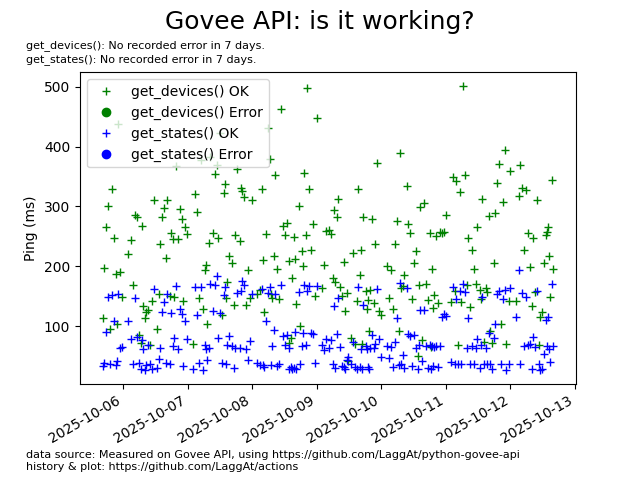 Govee API: is it working?
get_devices(): No recorded error in 7 days.
get_states(): No recorded error in 7 days.
get_devices() OK
get_devices() Error
get_states() OK
get_states() Error
Ping (ms)
500
400
300
200
100
2025-10-06
2025-10-07
2025-10-08
2025-10-09
2025-10-10
2025-10-11
2025-10-12
2025-10-13
data source: Measured on Govee API, using https://github.com/LaggAt/python-govee-api
history & plot: https://github.com/LaggAt/actions